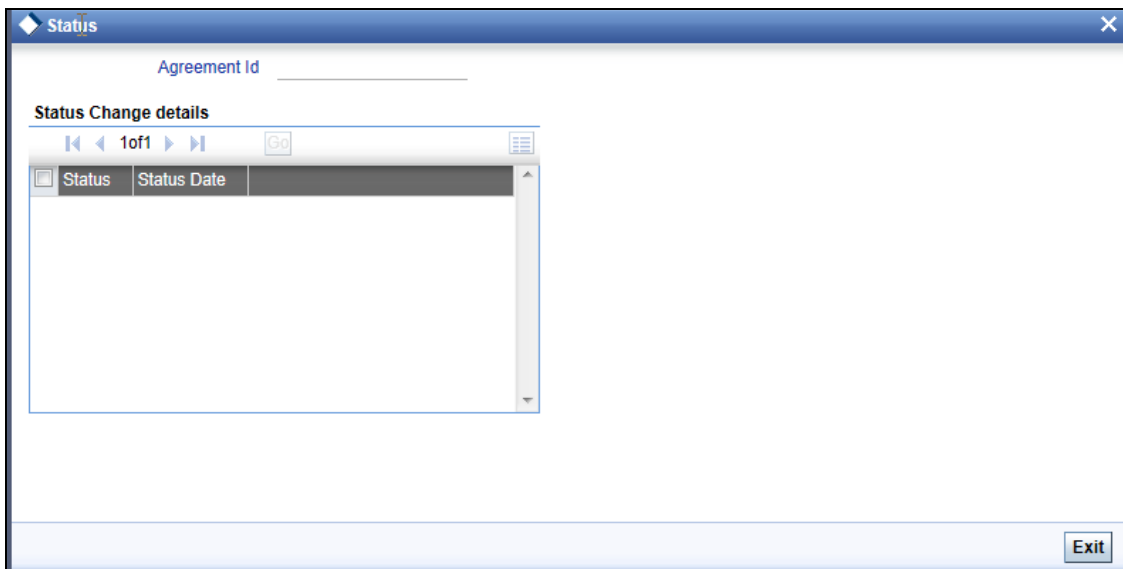 Status
Agreement Id
Status Change details
1of1 Go
Status Status Date
Exit